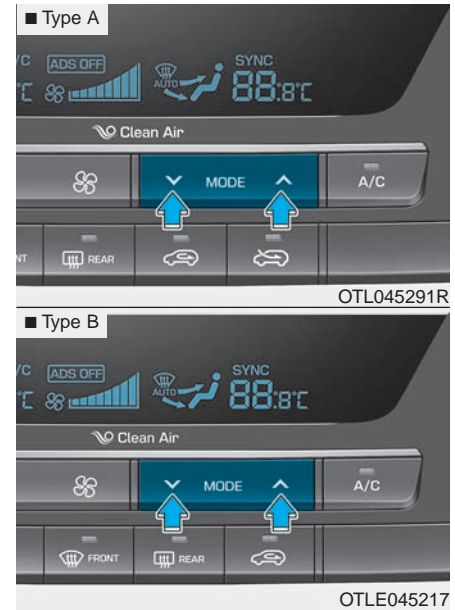 ■ Type A
/C ADS OFF SYNC
°C AUTO 88:8°C
Clean Air
MODE A/C
NT REAR
OTL045291R
■ Type B
/C ADS OFF SYNC
°C AUTO 88:8°C
Clean Air
MODE A/C
FRONT REAR
OTLE045217